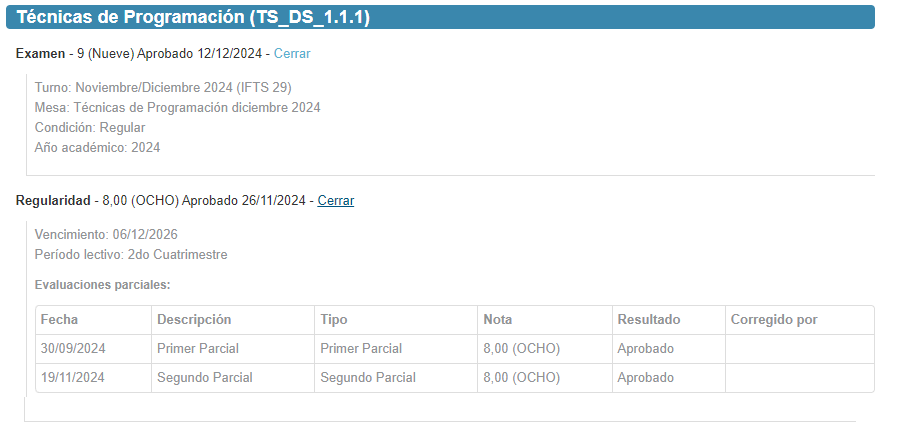 Técnicas de Programación (TS_DS_1.1.1)
Examen - 9 (Nueve) Aprobado 12/12/2024 - Cerrar
Turno: Noviembre/Diciembre 2024 (IFTS 29)
Mesa: Técnicas de Programación diciembre 2024
Condición: Regular
Año académico: 2024
Regularidad - 8,00 (OCHO) Aprobado 26/11/2024 - Cerrar
Vencimiento: 06/12/2026
Período lectivo: 2do Cuatrimestre
Evaluaciones parciales:
Fecha Descripción Tipo Nota Resultado Corregido por
30/09/2024 Primer Parcial Primer Parcial 8,00 (OCHO) Aprobado
19/11/2024 Segundo Parcial Segundo Parcial 8,00 (OCHO) Aprobado